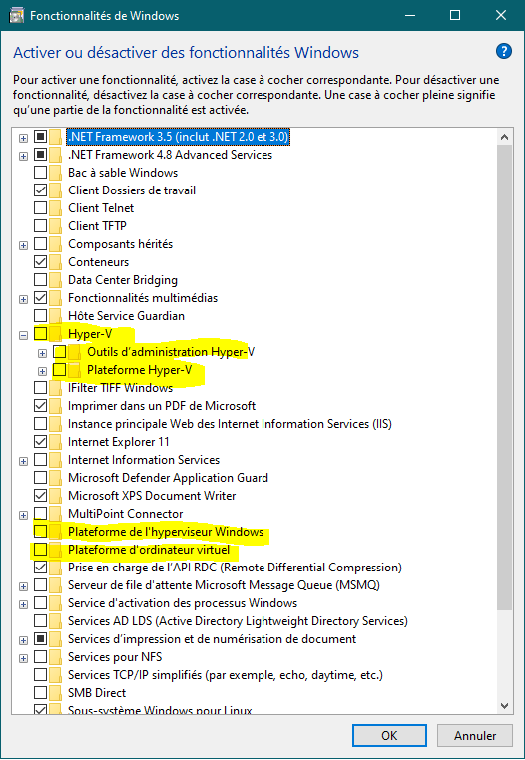 Fonctionnalités de Windows
Activer ou désactiver des fonctionnalités Windows
Pour activer une fonctionnalité, activez la case à cocher correspondante. Pour désactiver une
fonctionnalité, désactivez la case à cocher correspondante. Une case à cocher pleine signifie
qu'une partie de la fonctionnalité est activée.
.NET Framework 3.5 (inclut .NET 2.0 et 3.0)
.NET Framework 4.8 Advanced Services
Bac à sable Windows
Client Dossiers de travail
Client Telnet
Client TFTP
Composants hérités
Conteneurs
Data Center Bridging
Fonctionnalités multimédias
Hôte Service Guardian
Hyper-V
Outils d'administration Hyper-V
Plateforme Hyper-V
IFilter TIFF Windows
Imprimer dans un PDF de Microsoft
Instance principale Web des Internet Information Services (IIS)
Internet Explorer 11
Internet Information Services
Microsoft Defender Application Guard
Microsoft XPS Document Writer
MultiPoint Connector
Plateforme de l'hyperviseur Windows
Plateforme d'ordinateur virtuel
Prise en charge de l'API RDC (Remote Differential Compression)
Serveur de file d'attente Microsoft Message Queue (MSMQ)
Service d'activation des processus Windows
Services AD LDS (Active Directory Lightweight Directory Services)
Services d'impression et de numérisation de document
Services pour NFS
Services TCP/IP simplifiés (par exemple, echo, daytime, etc.)
SMB Direct
Sous-système Windows pour Linux
OK
Annuler